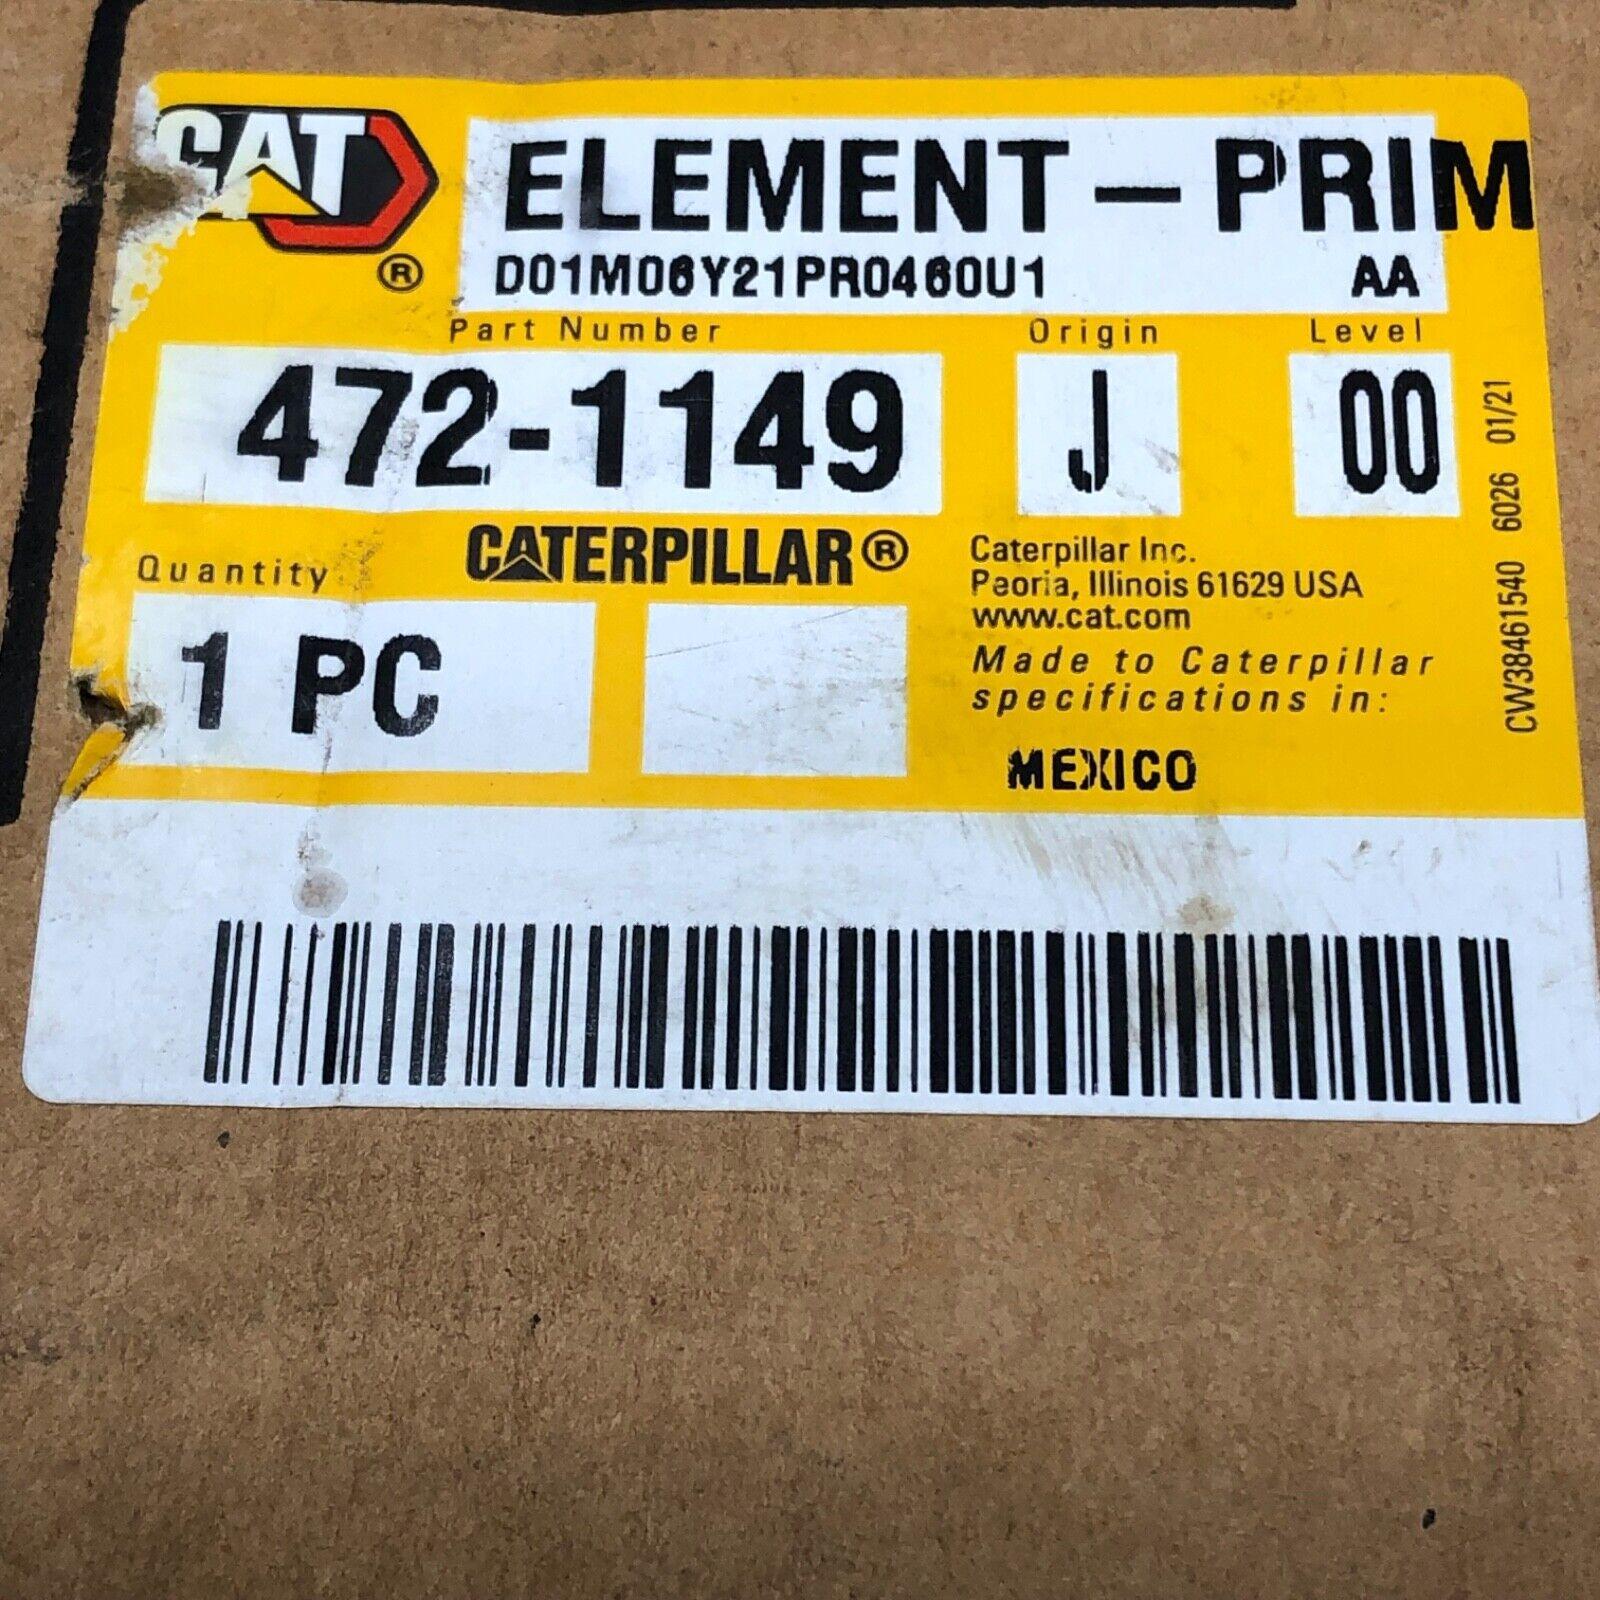 CAT
®
ELEMENT-PRIM
D01M06Y21PR0460U1 AA
Part Number Origin Level
472-1149 J 00
Quantity CATERPILLAR®
1 PC
Caterpillar Inc.
Peoria, Illinois 61629 USA
www.cat.com
Made to Caterpillar
specifications in:
MEXICO
CW38461540 6026 01/21